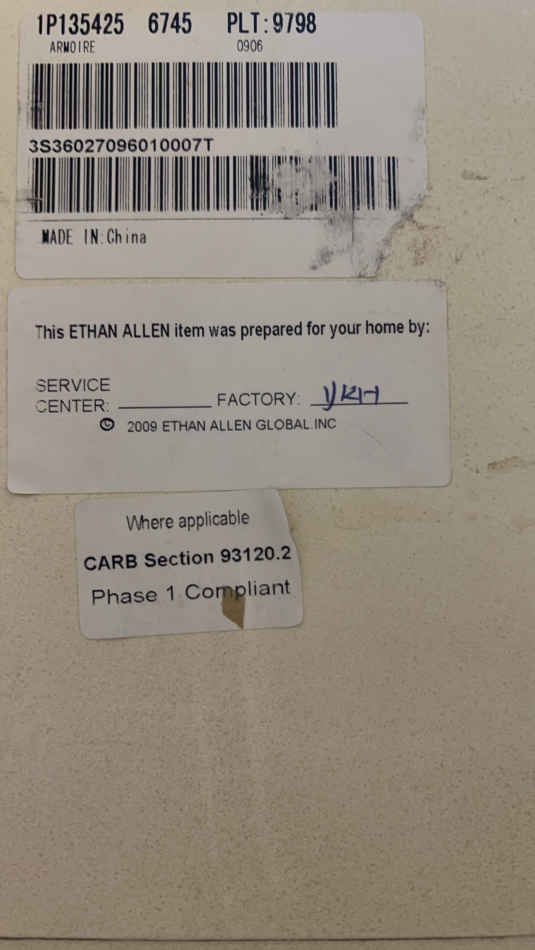 1P135425 6745 PLT:9798
ARMOIRE 0906
3S36027096010007T
MADE IN:China
This ETHAN ALLEN item was prepared for your home by:
SERVICE
CENTER: FACTORY:
© 2009 ETHAN ALLEN GLOBAL.INC
Where applicable
CARB Section 93120.2
Phase 1 Compliant